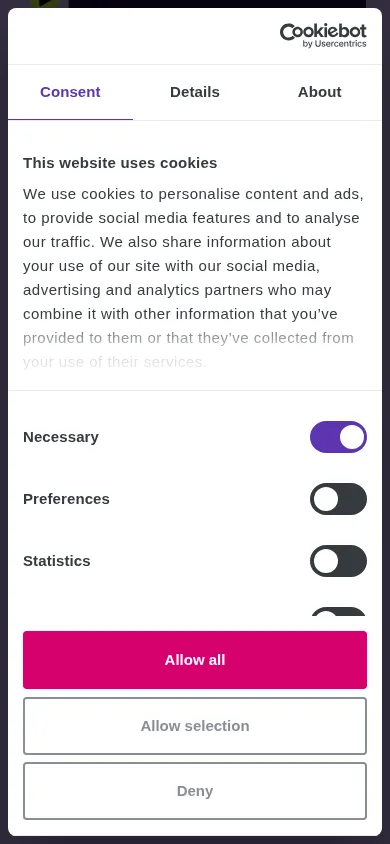 Cookiebot
by Usercentrics
Consent Details About
This website uses cookies
We use cookies to personalise content and ads,
to provide social media features and to analyse
our traffic. We also share information about
your use of our site with our social media,
advertising and analytics partners who may
combine it with other information that you’ve
provided to them or that they’ve collected from
your use of their services.
Necessary
Preferences
Statistics
Allow all
Allow selection
Deny